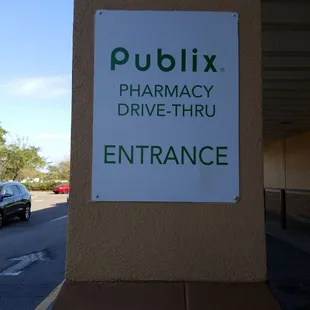 Publix
PHARMACY
DRIVE-THRU
ENTRANCE